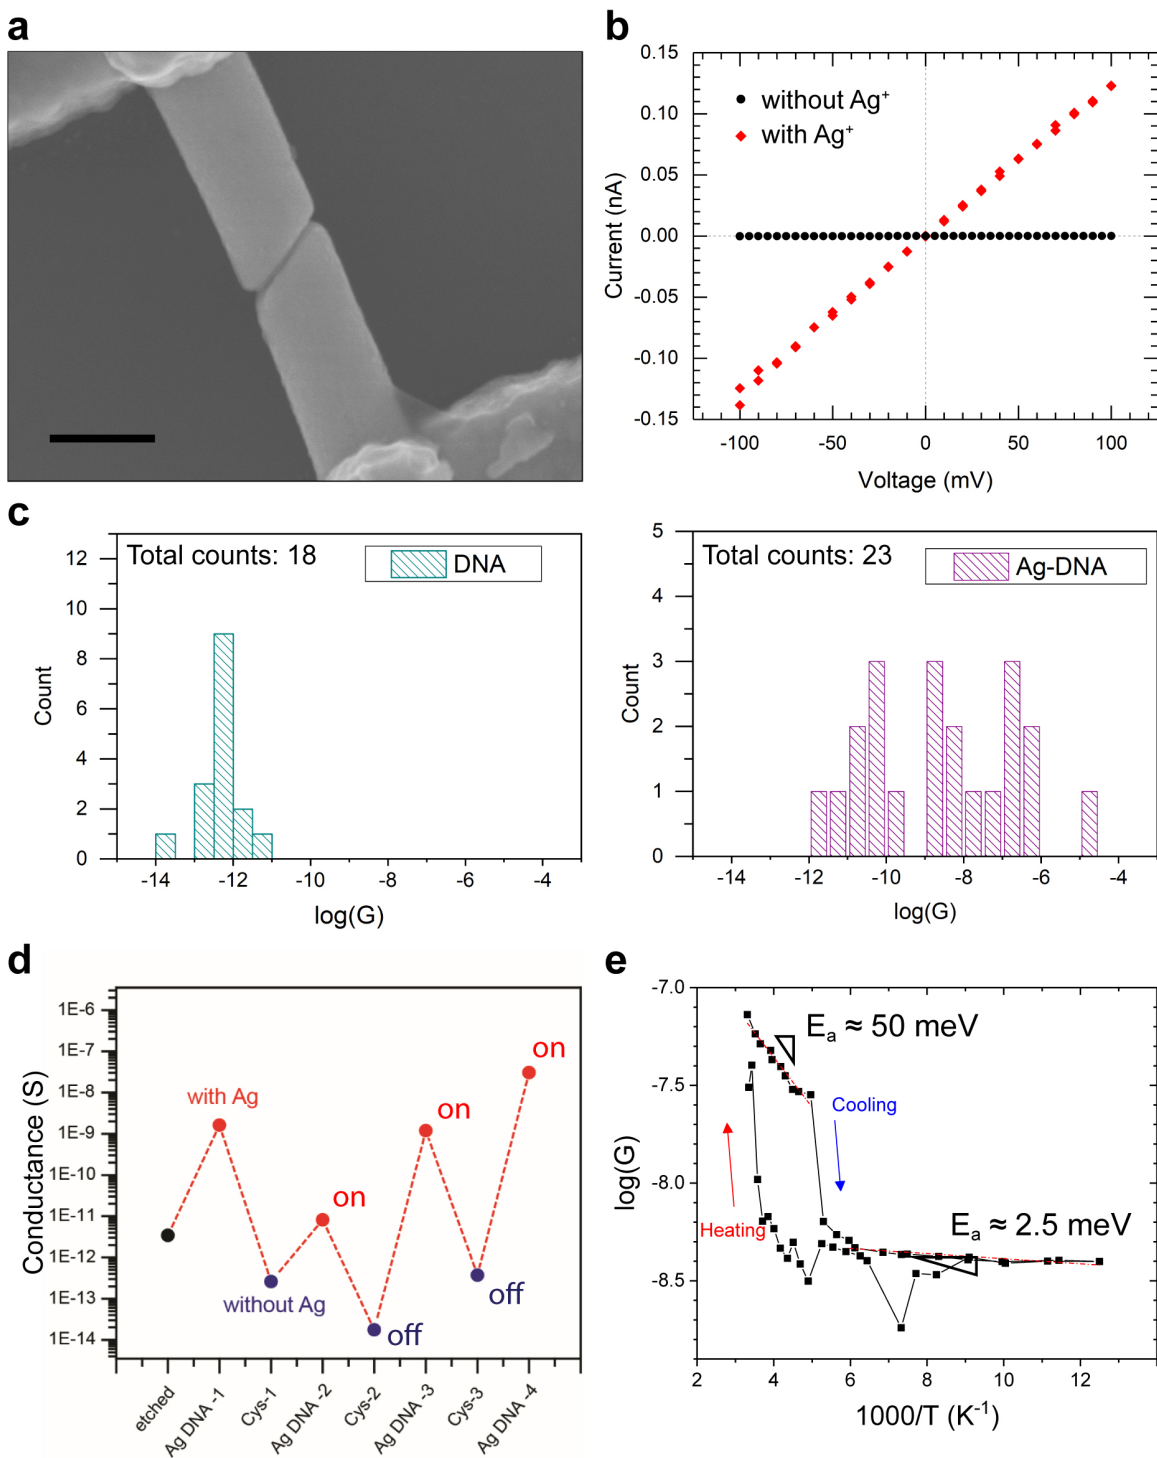 a
b
0.15
0.10
0.05
0.00
-0.05
-0.10
-0.15
Current (nA)
without Ag⁺
with Ag⁺
-100
-50
0
50
100
Voltage (mV)
c
Total counts: 18
DNA
12
10
8
6
4
2
0
Count
-14
-12
-10
-8
-6
-4
log(G)
Total counts: 23
Ag-DNA
5
4
3
2
1
0
Count
-14
-12
-10
-8
-6
-4
log(G)
d
1E-6
1E-7
1E-8
1E-9
1E-10
1E-11
1E-12
1E-13
1E-14
Conductance (S)
with Ag
without Ag
on
off
on
off
on
etched
Ag DNA -1
Cys-1
Ag DNA -2
Cys-2
Ag DNA -3
Cys-3
Ag DNA -4
e
-7.0
-7.5
-8.0
-8.5
log(G)
Eₐ ≈ 50 meV
Cooling
Heating
Eₐ ≈ 2.5 meV
2
4
6
8
10
12
1000/T (K⁻¹)